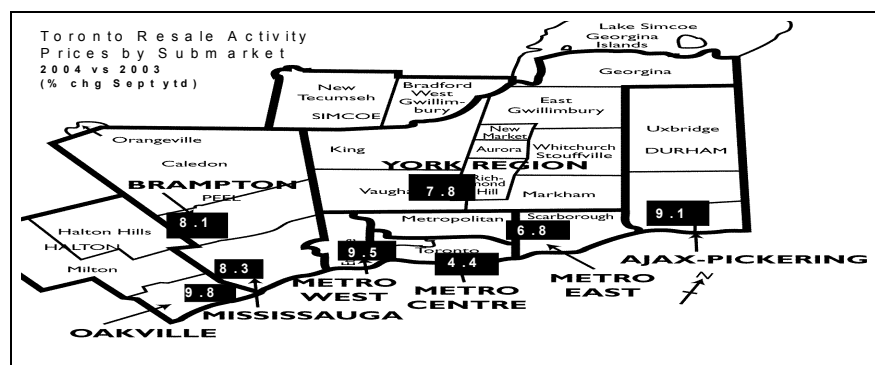 Toronto Resale Activity
Prices by Submarket
2004 vs 2003
(% chg Sept ytd)
Lake Simcoe
Georgina
Islands
Georgina
New
Tecumseh
SIMCOE
Bradford
West
Gwillim-
bury
East
Gwillimbury
Uxbridge
DURHAM
Orangeville
Caledon
King
New
Market
Aurora
Whitchurch
Stouffville
YORK REGION
BRAMPTON
PEEL
Vaugh
7.8
Rich-
mond
Hill
Markham
8.1
Halton Hills
HALTON
Milton
Metropolitan
Scarborough
6.8
9.1
Toronto
9.5
4.4
8.3
9.8
AJAX-PICKERING
METRO
WEST
METRO
CENTRE
METRO
EAST
N
MISSISSAUGA
OAKVILLE